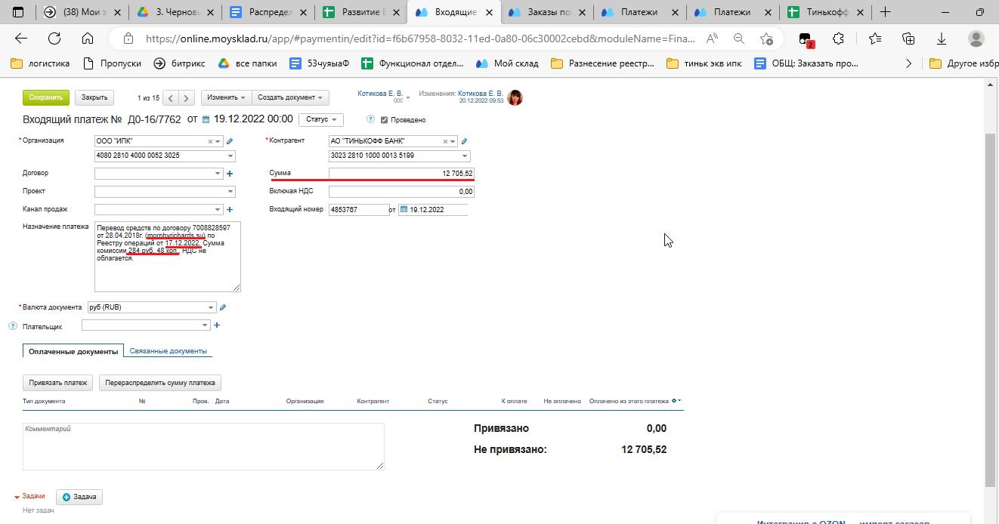 (38) Мои з
3. Чернови
Распредел
Развитие Е
Входящие
Заказы по
Платежи
Платежи
Тинькофф
https://online.moysklad.ru/app/#paymentin/edit?id=f6b67958-8032-11ed-0a80-06c30002cebd&moduleName=Fina...
2
логистика
Пропуски
битрикс
все папки
53чуяыаФ
Функционал отдел...
Мой склад
Разнесение реестр...
тиньк экв ипк
ОБЩ: Заказать про...
Другое избр
Сохранить
Закрыть
1 из 15
Изменить
Создать документ
Котикова Е. В.
000
Изменения: Котикова Е. В.
20.12.2022 09:53
Входящий платеж № Д0-16/7762 от 19.12.2022 00:00
Статус
? Проведено
* Организация
ООО "ИПК"
* Контрагент
АО "ТИНЬКОФФ БАНК"
4080 2810 4000 0052 3025
3023 2810 1000 0013 5199
Договор
Сумма
12 705,52
Проект
Включая НДС
0,00
Канал продаж
Входящий номер
4853767
от
19.12.2022
Назначение платежа
Перевод средств по договору 7008828597
от 28.04.2018г. (morphyrichards.su) по
Реестру операций от 17.12.2022. Сумма
комиссии 284 руб. 48 коп., НДС не
облагается.
* Валюта документа
руб (RUB)
? Плательщик
Оплаченные документы
Связанные документы
Привязать платеж
Перераспределить сумму платежа
Тип документа
№
Пров.
Дата
Организация
Контрагент
Статус
К оплате
Не оплачено
Оплачено из этого платежа
Комментарий
Привязано
0,00
Не привязано:
12 705,52
Задачи
Задача
Нет задач
Интеграция с OZON — импорт заказов